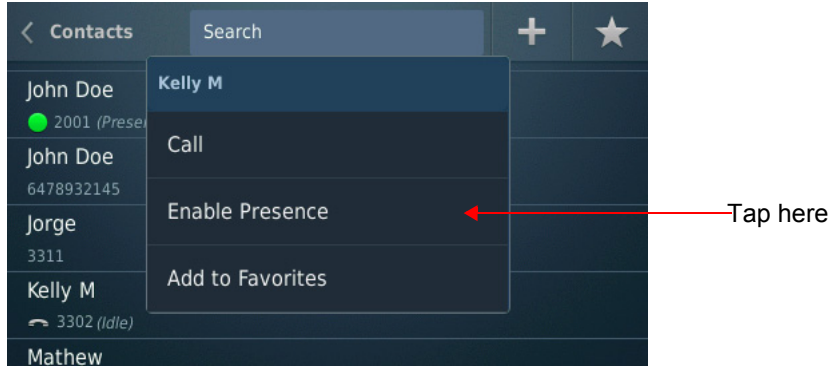 Contacts
Search
Kelly M
Call
Enable Presence
Add to Favorites
John Doe
2001 (Prese
John Doe
6478932145
Jorge
3311
Kelly M
3302 (Idle)
Mathew
Tap here